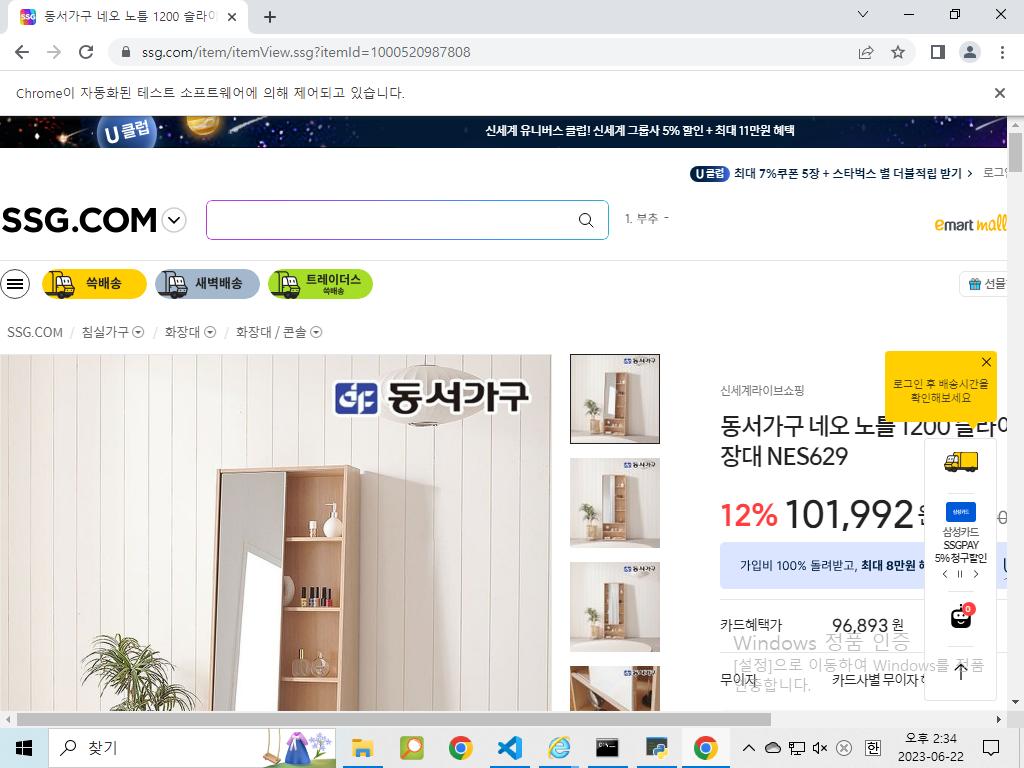 동서가구 네오 노틀 1200 슬라이
ssg.com/item/itemView.ssg?itemId=1000520987808
Chrome이 자동화된 테스트 소프트웨어에 의해 제어되고 있습니다.
U클럽
신세계 유니버스 클럽! 신세계 그룹사 5% 할인 + 최대 11만원 혜택
U클럽 최대 7%쿠폰 5장 + 스타벅스 별 더블적립 받기 > 로그인
SSG.COM
1. 부추 -
emart mall
쓱배송
새벽배송
트레이더스
쓱배송
선물
SSG.COM / 침실가구 / 화장대 / 화장대 / 콘솔
동서가구
로그인 후 배송시간을
확인해보세요
신세계라이브쇼핑
동서가구 네오 노틀 1200 슬라이
장대 NES629
12% 101,992원
가입비 100% 돌려받고, 최대 8만원 혜
삼성카드
삼성카드
SSGPAY
5% 청구할인
0
카드혜택가 96,893 원
무이자 카드사별 무이자
Windows 정품 인증
[설정]으로 이동하여 Windows를 정품
인증합니다.
찾기
한
오후 2:34
2023-06-22